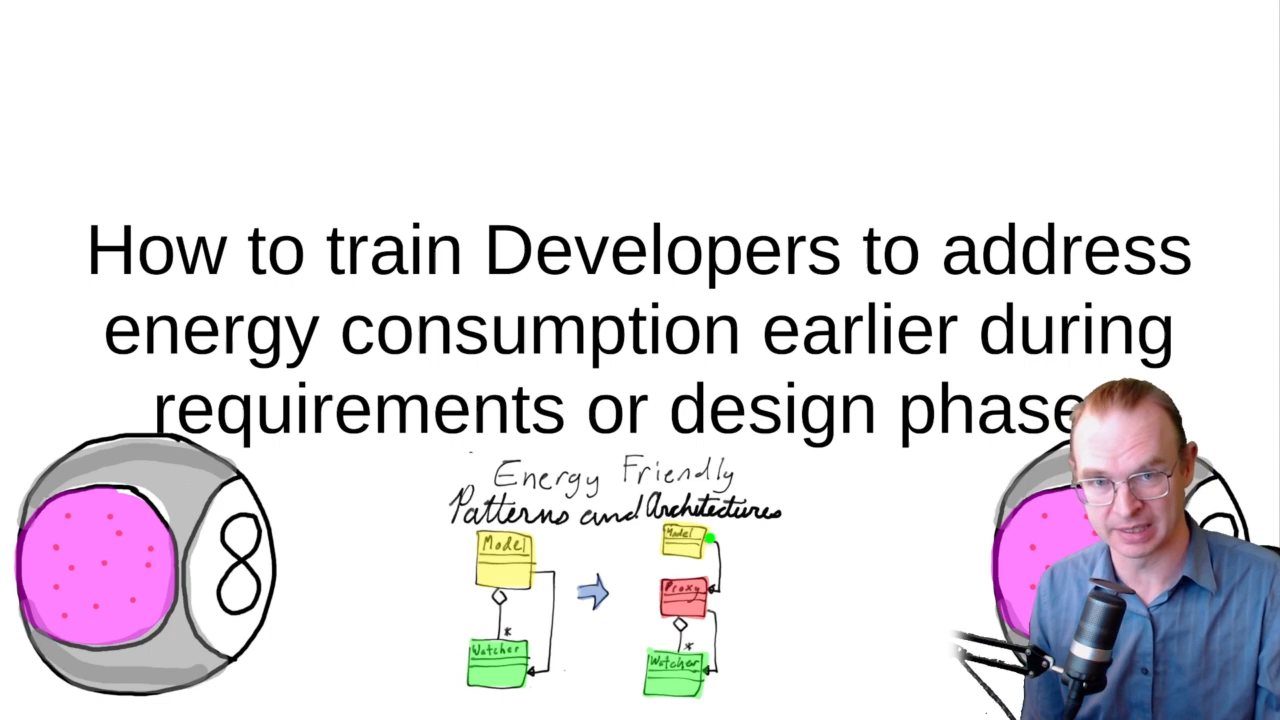 How to train Developers to address
energy consumption earlier during
requirements or design phase
Energy Friendly
Patterns and Architectures
Model
Model
Proxy
*
*
Watcher
Watcher
8